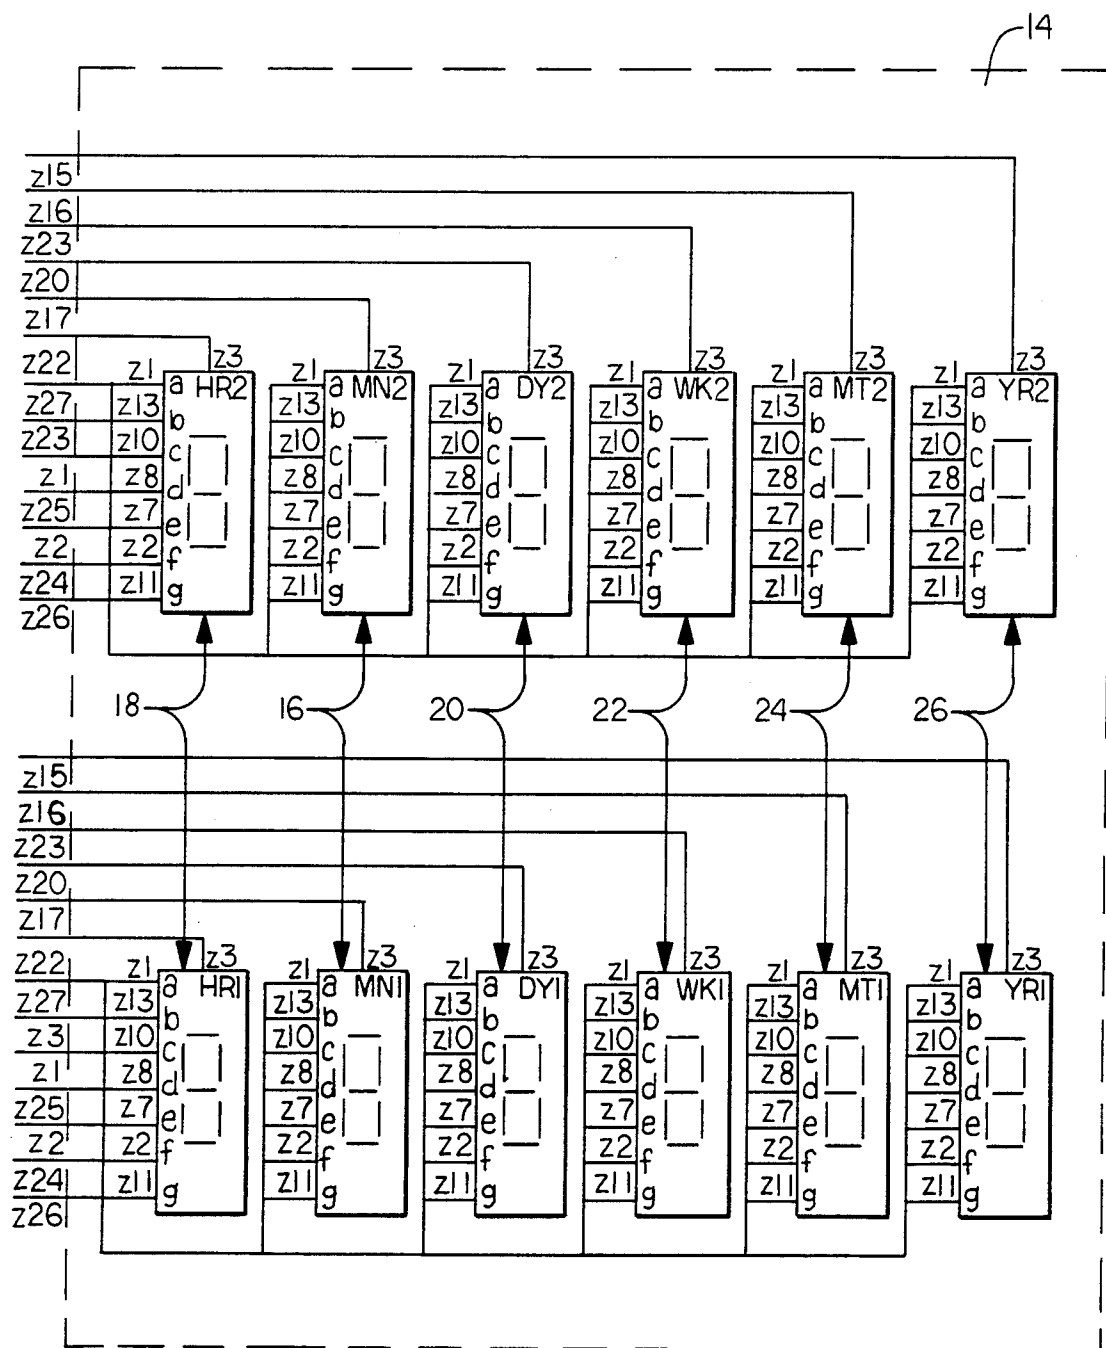 14
z15
z16
z23
z20
z17
z22 z1 z3 z1 z3 z1 z3 z1 z3 z1 z3 z1 z3
a HR2 a MN2 a DY2 a WK2 a MT2 a YR2
z27 z13 b z13 b z13 b z13 b z13 b z13 b
z23 z10 c z10 c z10 c z10 c z10 c z10 c
z1 z8 d z8 d z8 d z8 d z8 d z8 d
z25 z7 e z7 e z7 e z7 e z7 e z7 e
z2 z2 f z2 f z2 f z2 f z2 f z2 f
z24 z11 g z11 g z11 g z11 g z11 g z11 g
z26
18 16 20 22 24 26
z15
z16
z23
z20
z17
z22 z1 z3 z1 z3 z1 z3 z1 z3 z1 z3 z1 z3
a HR1 a MN1 a DY1 a WK1 a MT1 a YR1
z27 z13 b z13 b z13 b z13 b z13 b z13 b
z3 z10 c z10 c z10 c z10 c z10 c z10 c
z1 z8 d z8 d z8 d z8 d z8 d z8 d
z25 z7 e z7 e z7 e z7 e z7 e z7 e
z2 z2 f z2 f z2 f z2 f z2 f z2 f
z24 z11 g z11 g z11 g z11 g z11 g z11 g
z26